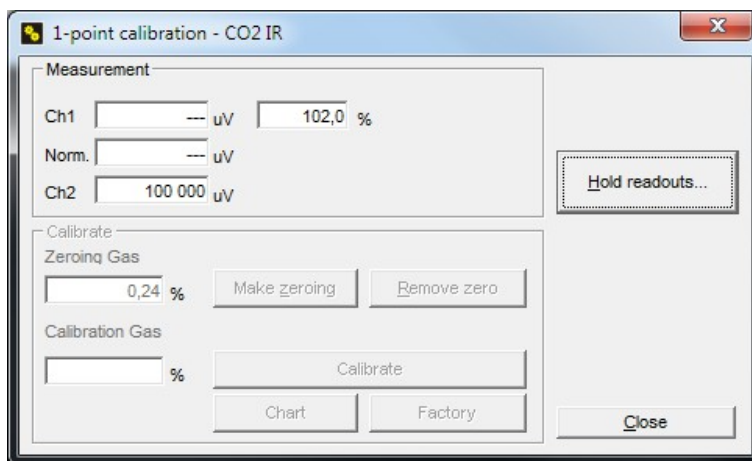 1-point calibration - CO2 IR
Measurement
Ch1 --- uV 102,0 %
Norm. --- uV
Ch2 100 000 uV
Hold readouts...
Calibrate
Zeroing Gas
0,24 % Make zeroing Remove zero
Calibration Gas
% Calibrate
Chart Factory
Close